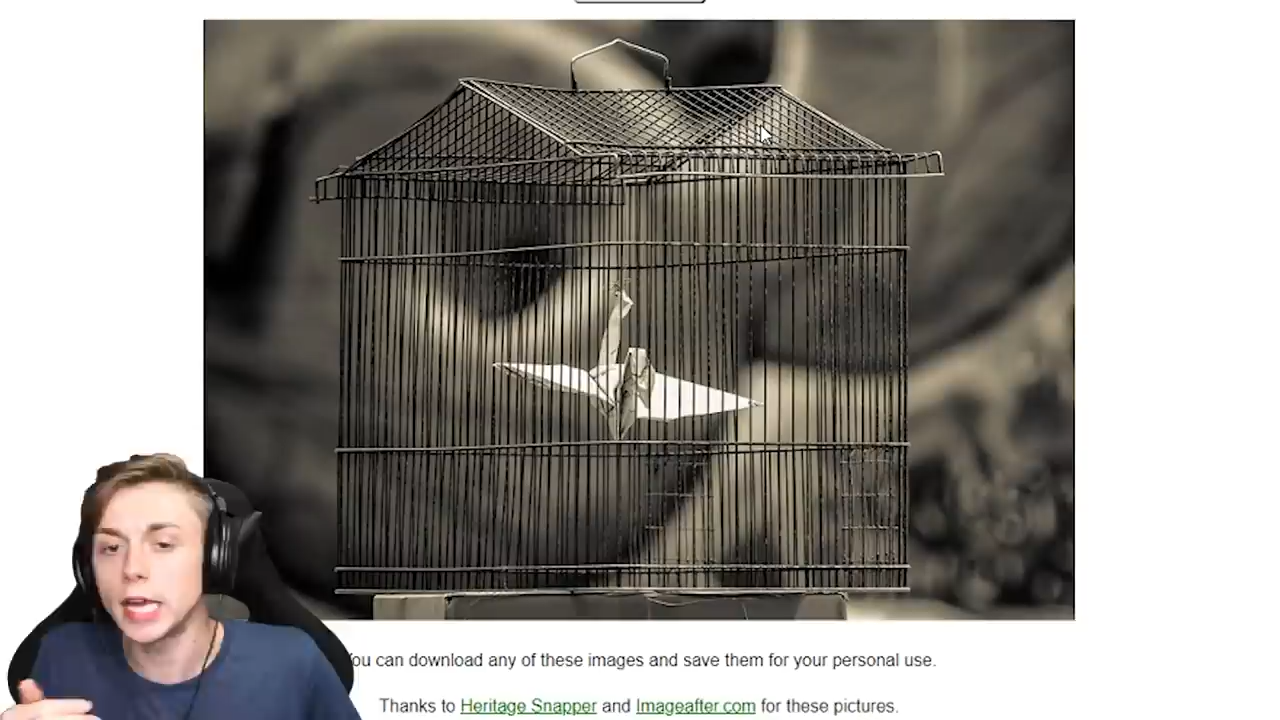 You can download any of these images and save them for your personal use.
Thanks to Heritage Snapper and Imageafter.com for these pictures.